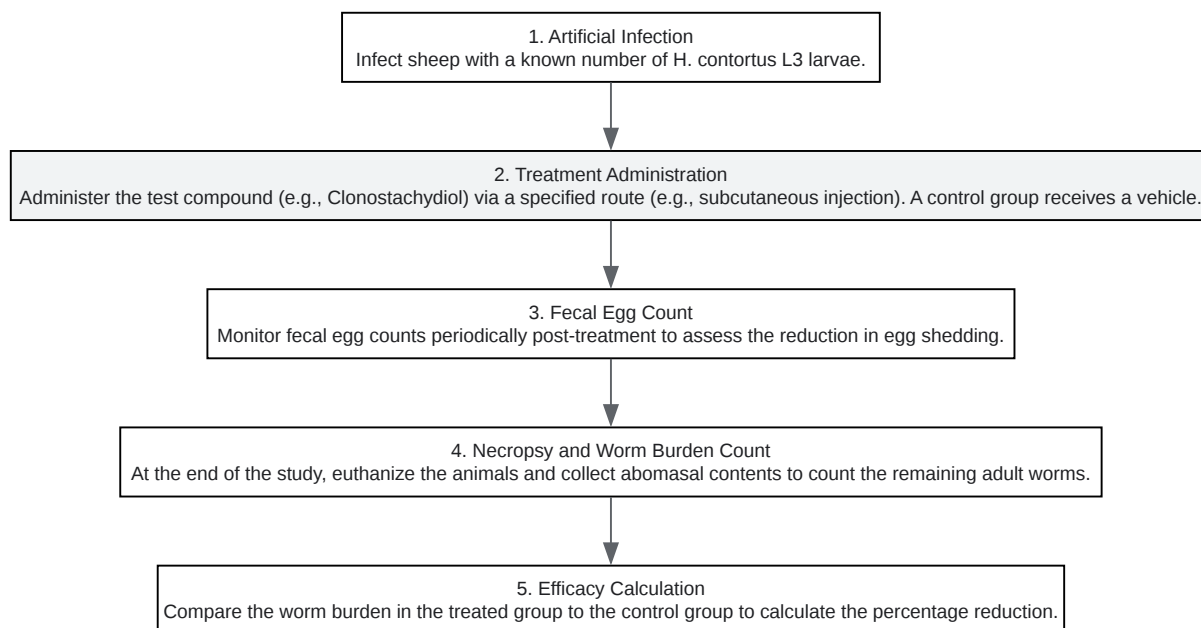 1. Artificial Infection
Infect sheep with a known number of H. contortus L3 larvae.
2. Treatment Administration
Administer the test compound (e.g., Clonostachydiol) via a specified route (e.g., subcutaneous injection). A control group receives a vehicle.
3. Fecal Egg Count
Monitor fecal egg counts periodically post-treatment to assess the reduction in egg shedding.
4. Necropsy and Worm Burden Count
At the end of the study, euthanize the animals and collect abomasal contents to count the remaining adult worms.
5. Efficacy Calculation
Compare the worm burden in the treated group to the control group to calculate the percentage reduction.